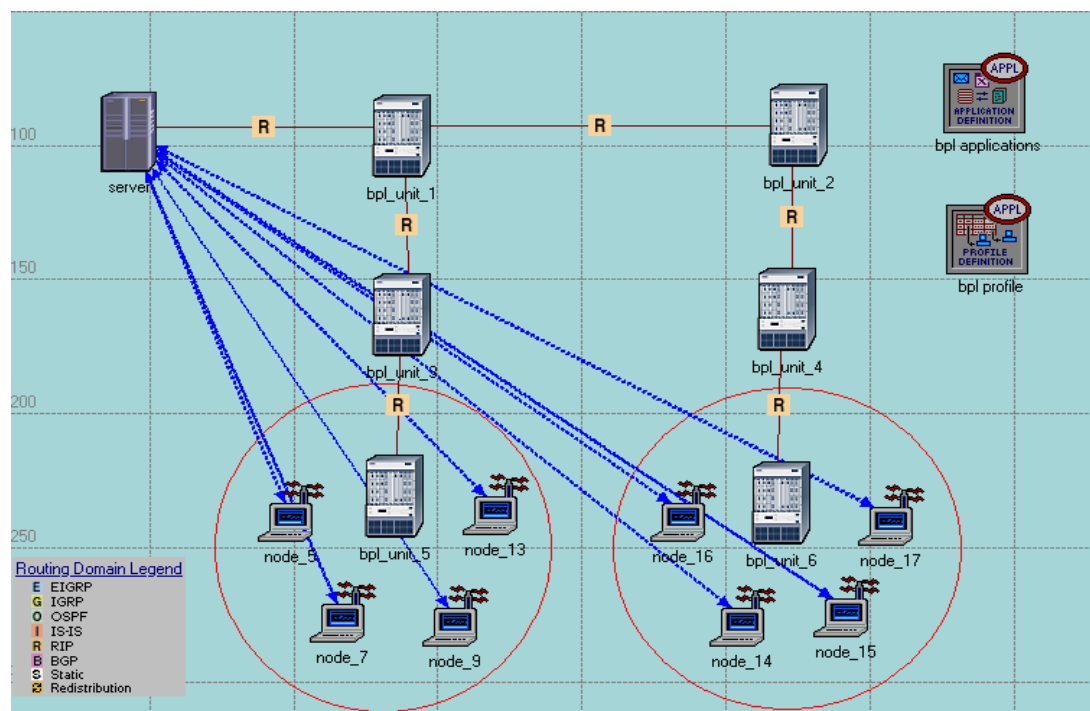 100
150
200
250
server
R
bpl_unit_1
R
bpl_unit_2
APPL
APPLICATION
DEFINITION
bpl applications
R
R
APPL
PROFILE
DEFINITION
bpl profile
bpl_unit_3
bpl_unit_4
R
R
node_5
bpl_unit_5
node_13
node_16
bpl_unit_6
node_17
node_7
node_9
node_14
node_15
Routing Domain Legend
E EIGRP
G IGRP
O OSPF
I IS-IS
R RIP
B BGP
S Static
Redistribution